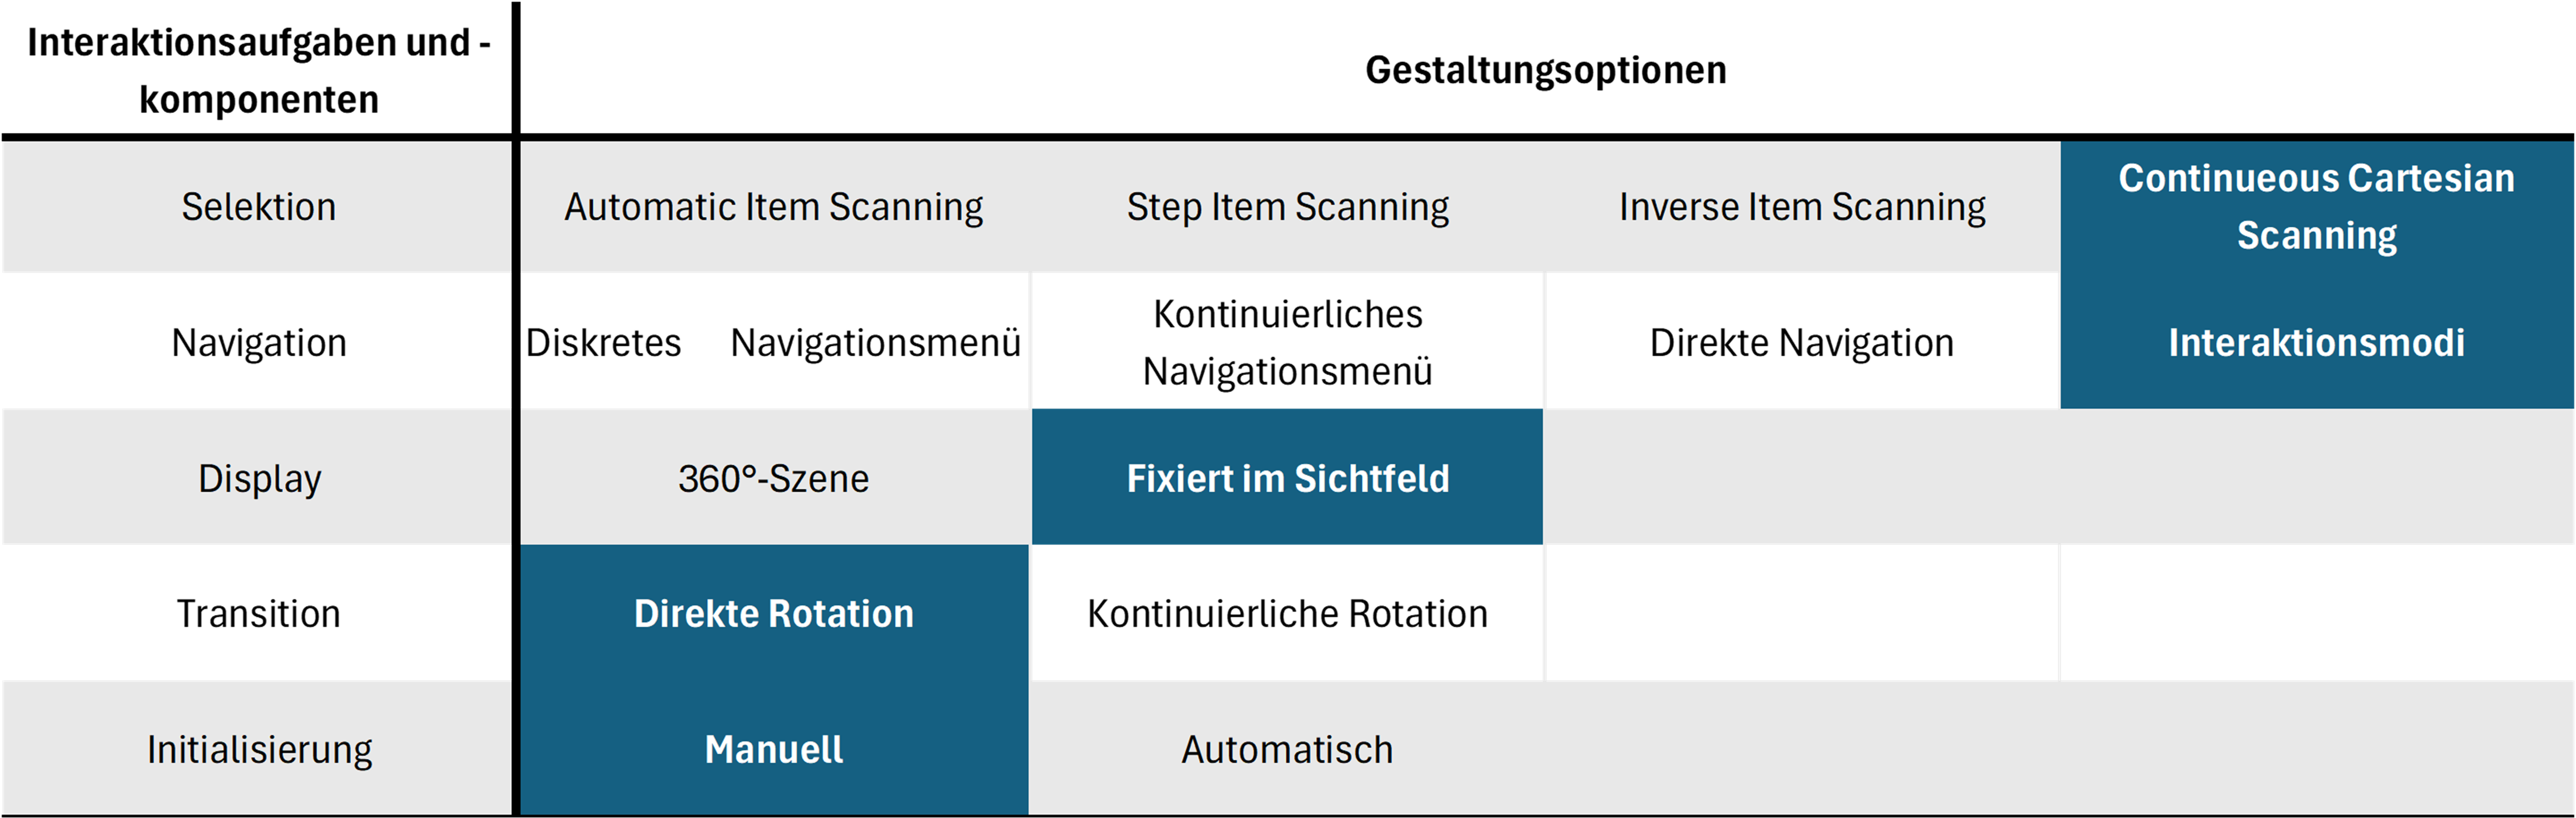 Interaktionsaufgaben und -
komponenten
Gestaltungsoptionen
Selektion
Automatic Item Scanning
Step Item Scanning
Inverse Item Scanning
Continueous Cartesian
Scanning
Navigation
Diskretes Navigationsmenü
Kontinuierliches
Navigationsmenü
Direkte Navigation
Interaktionsmodi
Display
360°-Szene
Fixiert im Sichtfeld
Transition
Direkte Rotation
Kontinuierliche Rotation
Initialisierung
Manuell
Automatisch